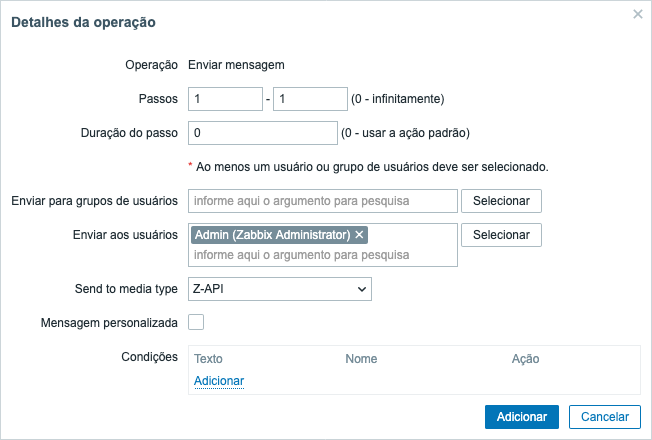 Detalhes da operação
Operação Enviar mensagem
Passos 1 - 1 (0 - infinitamente)
Duração do passo 0 (0 - usar a ação padrão)
* Ao menos um usuário ou grupo de usuários deve ser selecionado.
Enviar para grupos de usuários informe aqui o argumento para pesquisa Selecionar
Enviar aos usuários Admin (Zabbix Administrator) ✕ Selecionar
informe aqui o argumento para pesquisa
Send to media type Z-API
Mensagem personalizada
Condições Texto Nome Ação
Adicionar
Adicionar Cancelar